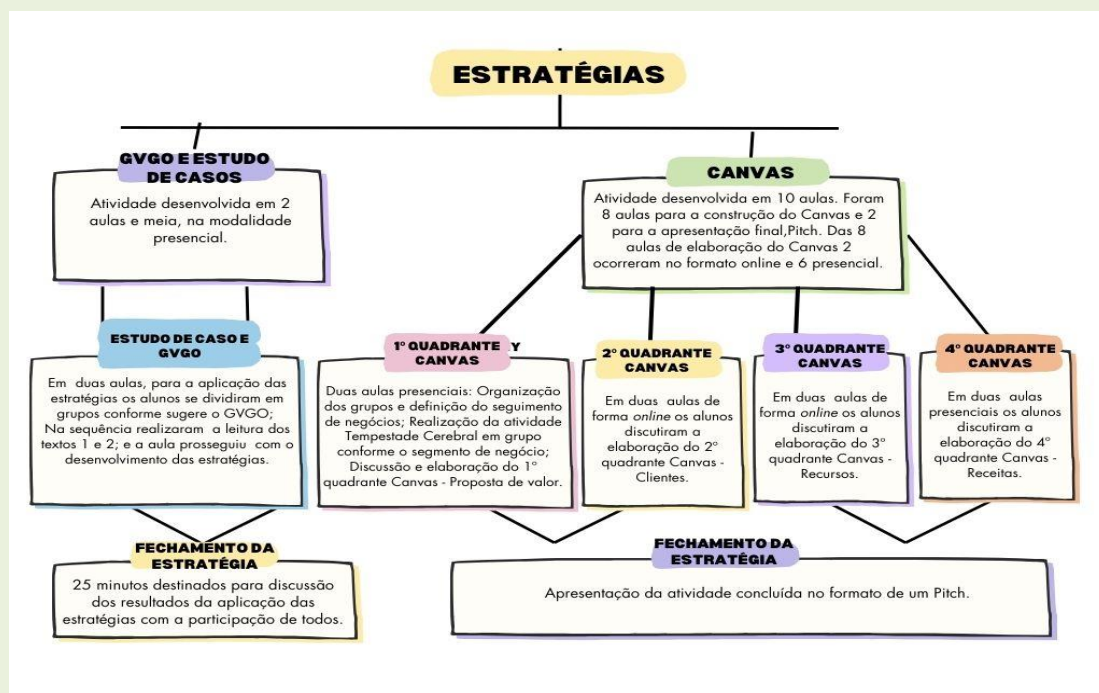 ESTRATÉGIAS
GVGO E ESTUDO
DE CASOS
Atividade desenvolvida em 2
aulas e meia, na modalidade
presencial.
CANVAS
Atividade desenvolvida em 10 aulas. Foram
8 aulas para a construção do Canvas e 2
para a apresentação final,Pitch. Das 8
aulas de elaboração do Canvas 2
ocorreram no formato online e 6 presencial.
ESTUDO DE CASO E
GVGO
Em duas aulas, para a aplicação das
estratégias os alunos se dividiram em
grupos conforme sugere o GVGO;
Na sequência realizaram a leitura dos
textos 1 e 2; e a aula prosseguiu com o
desenvolvimento das estratégias.
1º QUADRANTE Y
CANVAS
Duas aulas presenciais: Organização
dos grupos e definição do seguimento
de negócios; Realização da atividade
Tempestade Cerebral em grupo
conforme o segmento de negócio;
Discussão e elaboração do 1º
quadrante Canvas - Proposta de valor.
2º QUADRANTE
CANVAS
Em duas aulas de
forma online os alunos
discutiram a
elaboração do 2º
quadrante Canvas -
Clientes.
3º QUADRANTE
CANVAS
Em duas aulas de
forma online os alunos
discutiram a
elaboração do 3º
quadrante Canvas -
Recursos.
4º QUADRANTE
CANVAS
Em duas aulas
presenciais os alunos
discutiram a
elaboração do 4º
quadrante Canvas -
Receitas.
FECHAMENTO DA
ESTRATÉGIA
25 minutos destinados para discussão
dos resultados da aplicação das
estratégias com a participação de todos.
FECHAMENTO DA
ESTRATÉGIA
Apresentação da atividade concluída no formato de um Pitch.